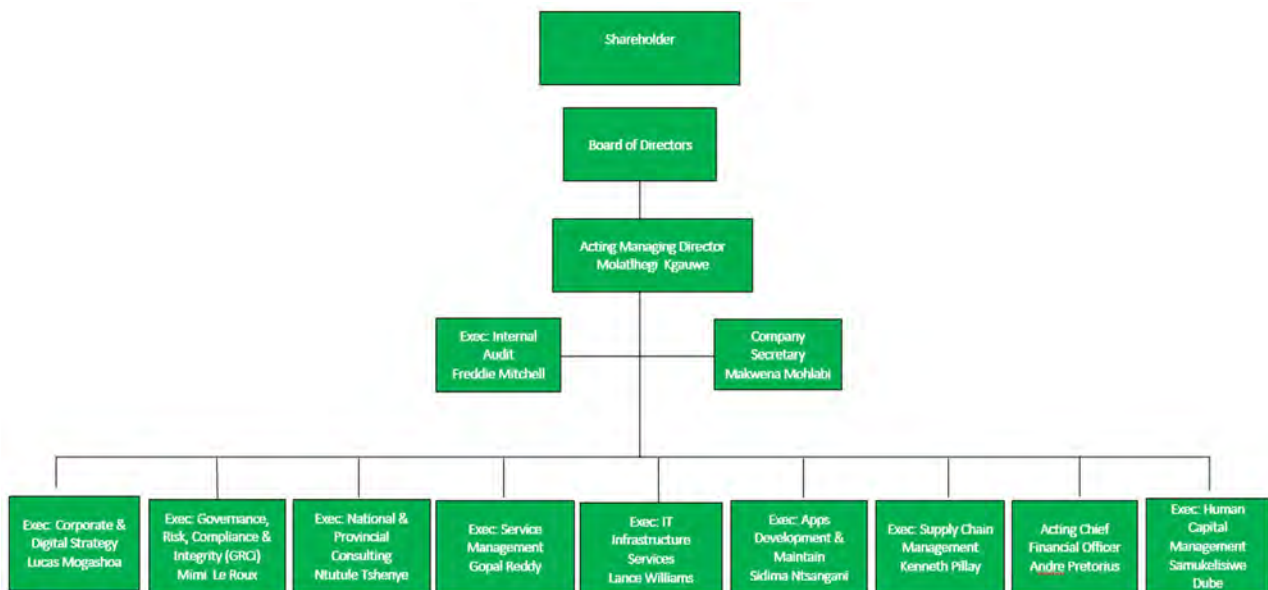 Shareholder
Board of Directors
Acting Managing Director
Molatlhegi Kgauwe
Exec: Internal
Audit
Freddie Mitchell
Company
Secretary
Makwena Mohlabi
Exec: Corporate &
Digital Strategy
Lucas Mogashoa
Exec: Governance,
Risk, Compliance &
Integrity (GRCi)
Mimi Le Roux
Exec: National &
Provincial
Consulting
Ntutule Tshenye
Exec: Service
Management
Gopal Reddy
Exec: IT
Infrastructure
Services
Lance Williams
Exec: Apps
Development &
Maintain
Sidima Ntsangani
Exec: Supply Chain
Management
Kenneth Pillay
Acting Chief
Financial Officer
Andre Pretorius
Exec: Human
Capital
Management
Samukelisiwe
Dube